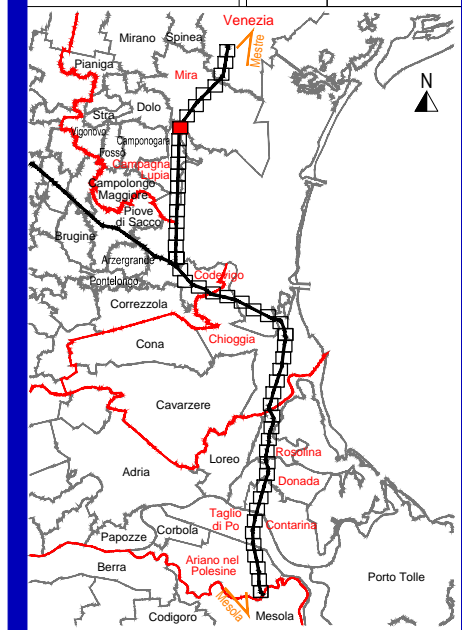 Venezia
Mirano
Spinea
Mestre
Pianiga
Mira
N
Dolo
Stra
Vigonovo
Camponogara
Fossò
Campagna
Lupia
Campolongo
Maggiore
Piove
di Sacco
Brugine
Arzergrande
Codevigo
Pontelongo
Correzzola
Chioggia
Cona
Cavarzere
Rosolina
Loreo
Adria
Donada
Taglio
di Po
Contarina
Corbola
Papozze
Ariano nel
Polesine
Berra
Porto Tolle
Mesola
Mesola
Codigoro